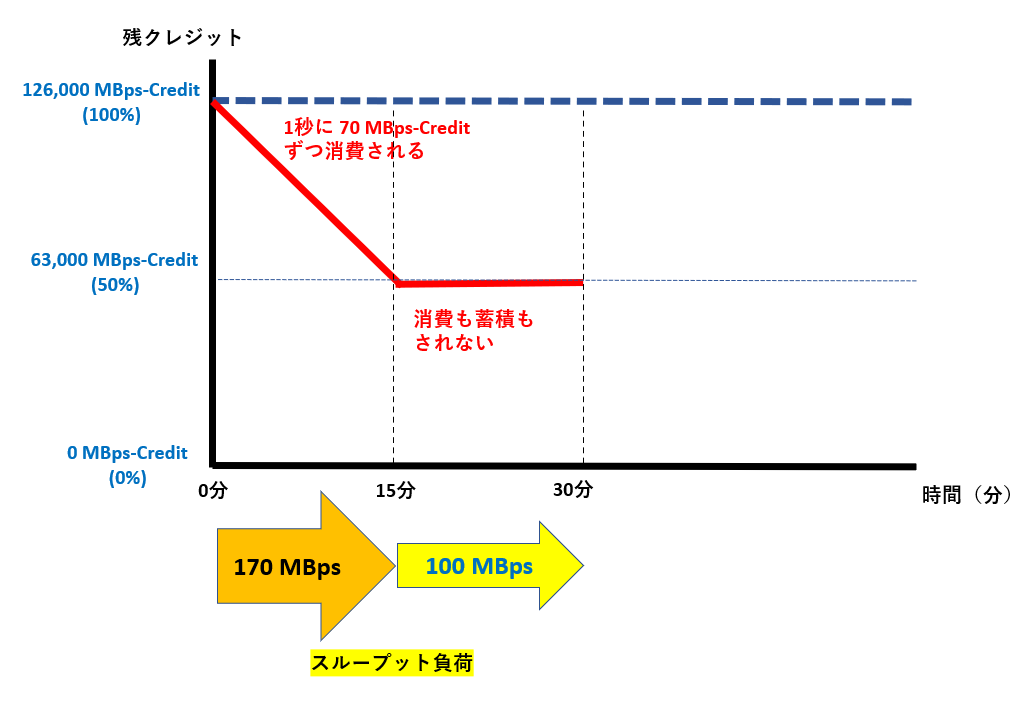 残クレジット
126,000 MBps-Credit
(100%)
1秒に 70 MBps-Credit
ずつ消費される
63,000 MBps-Credit
(50%)
消費も蓄積も
されない
0 MBps-Credit
(0%)
0分
15分
30分
時間（分）
170 MBps
100 MBps
スループット負荷